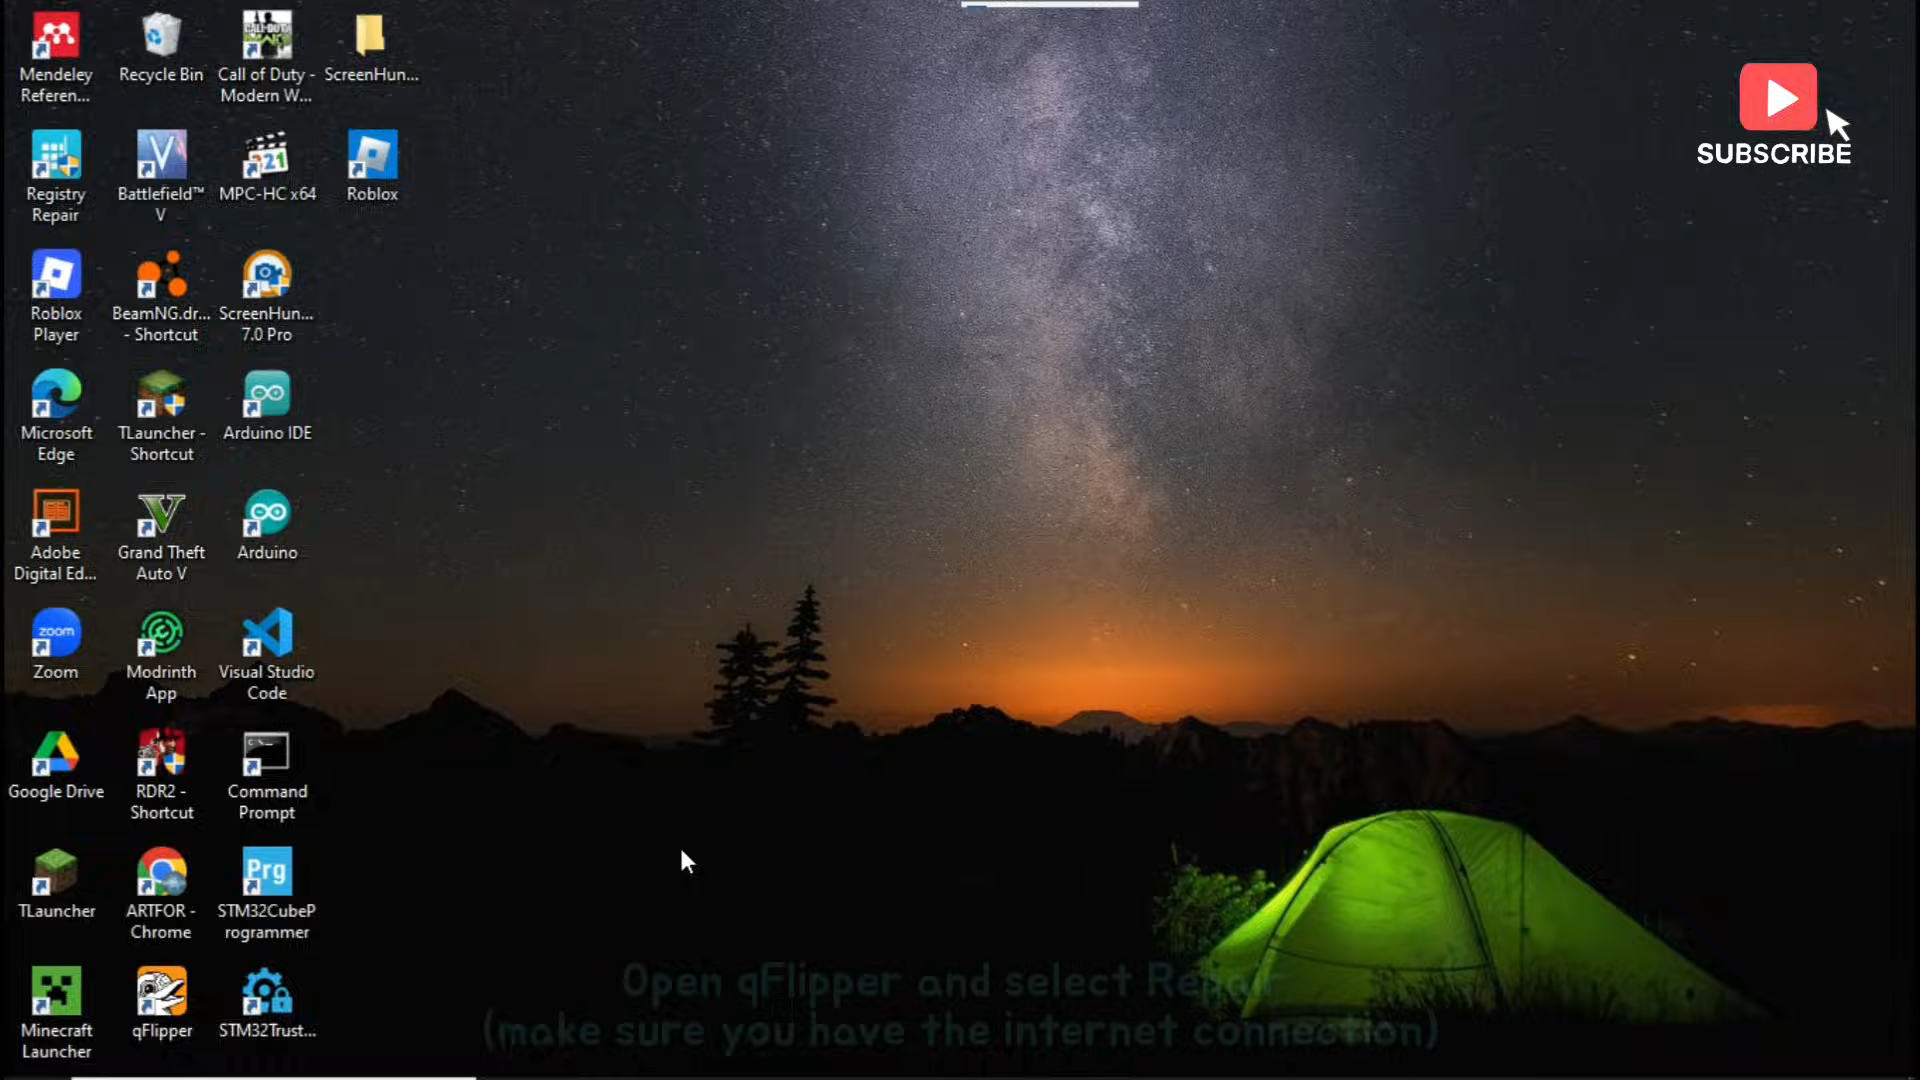 Mendeley
Referen...
Recycle Bin
Call of Duty -
Modern W...
ScreenHun...
SUBSCRIBE
Registry
Repair
Battlefield™
V
MPC-HC x64
Roblox
Roblox
Player
BeamNG.dr...
- Shortcut
ScreenHun...
7.0 Pro
Microsoft
Edge
TLauncher -
Shortcut
Arduino IDE
Adobe
Digital Ed...
Grand Theft
Auto V
Arduino
zoom
Zoom
Modrinth
App
Visual Studio
Code
Google Drive
RDR2 -
Shortcut
Command
Prompt
TLauncher
ARTFOR -
Chrome
Prg
STM32CubeP
rogrammer
Minecraft
Launcher
qFlipper
STM32Trust...
Open qFlipper and select Repair
(make sure you have the internet connection)